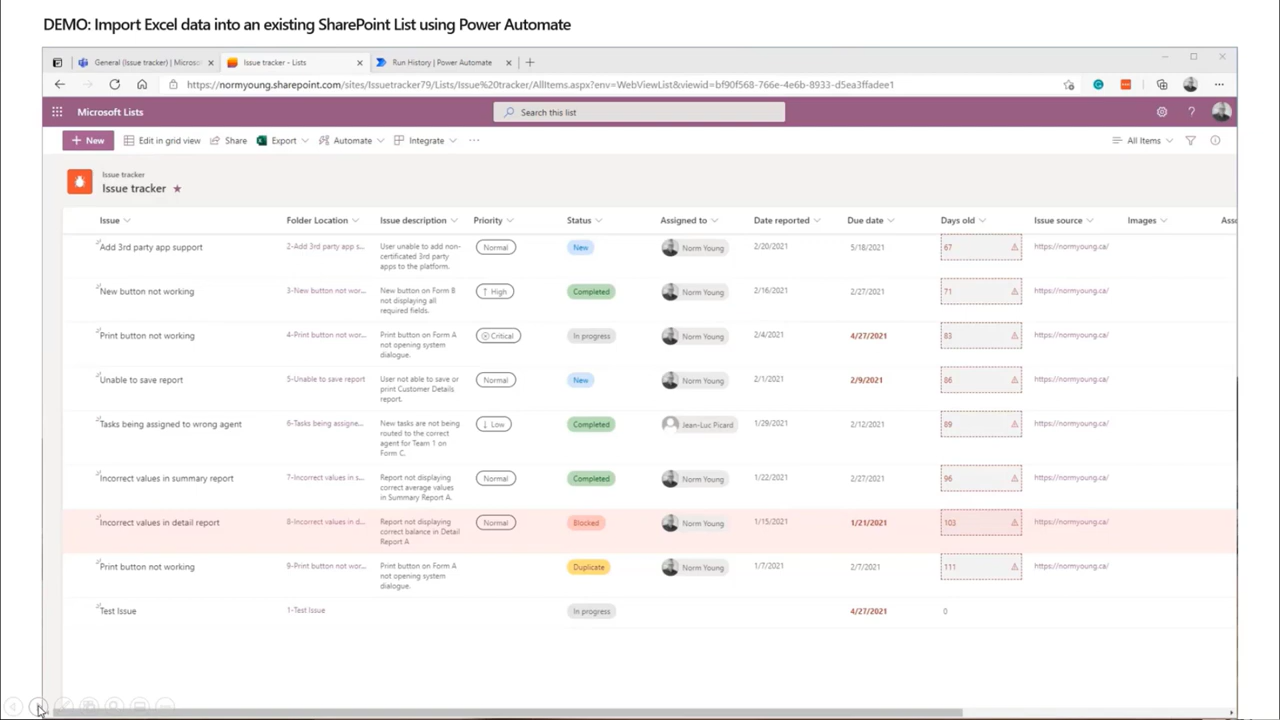 DEMO: Import Excel data into an existing SharePoint List using Power Automate
General (Issue tracker) | Microso
Issue tracker - Lists
Run History | Power Automate
https://normyoung.sharepoint.com/sites/Issuetracker79/Lists/Issue%20tracker/AllItems.aspx?env=WebViewList&viewid=bf90f568-766e-4e6b-8933-d5ea3ffadee1
Microsoft Lists
Search this list
+ New Edit in grid view Share Export Automate Integrate ... All Items
Issue tracker
Issue tracker ★
Issue Folder Location Issue description Priority Status Assigned to Date reported Due date Days old Issue source Images Asso
Add 3rd party app support 2-Add 3rd party app s... User unable to add non- Normal New Norm Young 2/20/2021 5/18/2021 67 https://normyoung.ca/
certificated 3rd party
apps to the platform.
New button not working 3-New button not wor... New button on Form B ↑ High Completed Norm Young 2/16/2021 2/27/2021 71 https://normyoung.ca/
not displaying all
required fields.
Print button not working 4-Print button not wor... Print button on Form A Critical In progress Norm Young 2/4/2021 4/27/2021 83 https://normyoung.ca/
not opening system
dialogue.
Unable to save report 5-Unable to save report User not able to save or Normal New Norm Young 2/1/2021 2/9/2021 86 https://normyoung.ca/
print Customer Details
report.
Tasks being assigned to wrong agent 6-Tasks being assigne... New tasks are not being ↓ Low Completed Jean-Luc Picard 1/29/2021 2/12/2021 89 https://normyoung.ca/
routed to the correct
agent for Team 1 on
Form C.
Incorrect values in summary report 7-Incorrect values in s... Report not displaying Normal Completed Norm Young 1/22/2021 2/27/2021 96 https://normyoung.ca/
correct average values
in Summary Report A.
Incorrect values in detail report 8-Incorrect values in d... Report not displaying Normal Blocked Norm Young 1/15/2021 1/21/2021 103 https://normyoung.ca/
correct balance in Detail
Report A
Print button not working 9-Print button not wor... Print button on Form A Duplicate Norm Young 1/7/2021 2/7/2021 111 https://normyoung.ca/
not opening system
dialogue.
Test Issue 1-Test Issue In progress 4/27/2021 0